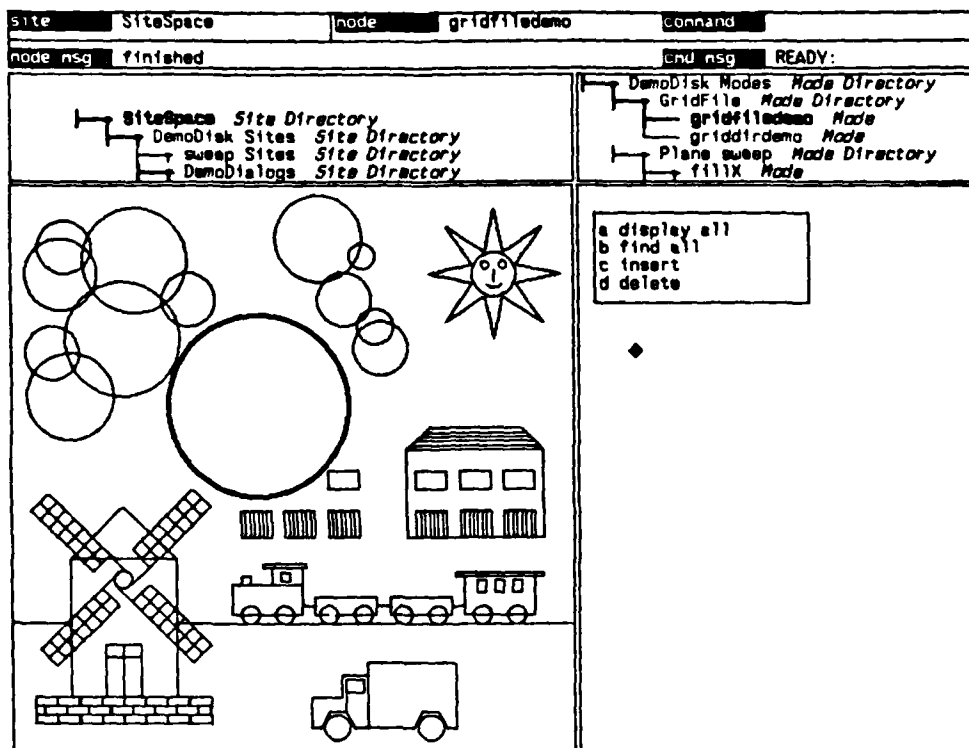 site SiteSpace node gridfiledemo command
node msg finished cmd msg READY:
SiteSpace Site Directory
DemoDisk Sites Site Directory
sweep Sites Site Directory
DemoDialogs Site Directory
DemoDisk Modes Mode Directory
GridFile Mode Directory
gridfiledemo Mode
griddirdemo Mode
Plane sweep Mode Directory
fillX Mode
a display all
b find all
c insert
d delete